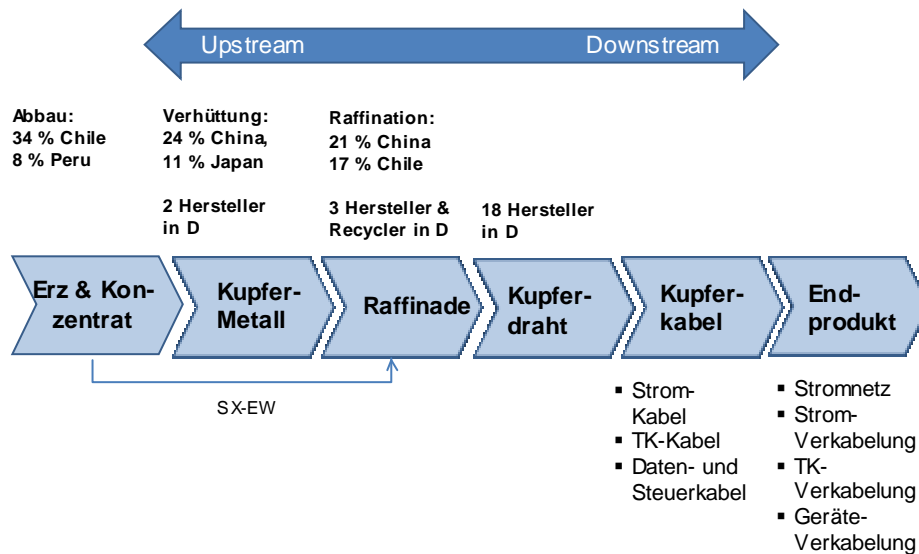 Upstream
Downstream
Abbau:
34 % Chile
8 % Peru
Verhüttung:
24 % China,
11 % Japan
2 Hersteller
in D
Raffination:
21 % China
17 % Chile
3 Hersteller &
Recycler in D
18 Hersteller
in D
Erz & Kon-
zentrat
Kupfer-
Metall
Raffinade
Kupfer-
draht
Kupfer-
kabel
End-
produkt
SX-EW
▪ Strom-
Kabel
▪ TK-Kabel
▪ Daten- und
Steuerkabel
▪ Stromnetz
▪ Strom-
Verkabelung
▪ TK-
Verkabelung
▪ Geräte-
Verkabelung